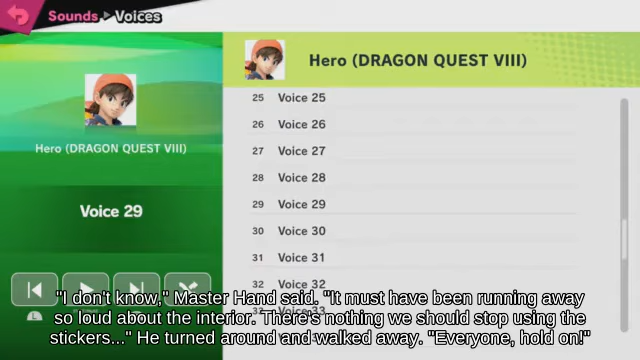 Sounds ▶ Voices
Hero (DRAGON QUEST VIII)
Voice 29
Hero (DRAGON QUEST VIII)
25 Voice 25
26 Voice 26
27 Voice 27
28 Voice 28
29 Voice 29
30 Voice 30
31 Voice 31
32 Voice 32
33 Voice 33
L
"I don't know," Master Hand said. "It must have been running away
so loud about the interior. There's nothing we should stop using the
stickers..." He turned around and walked away. "Everyone, hold on!"